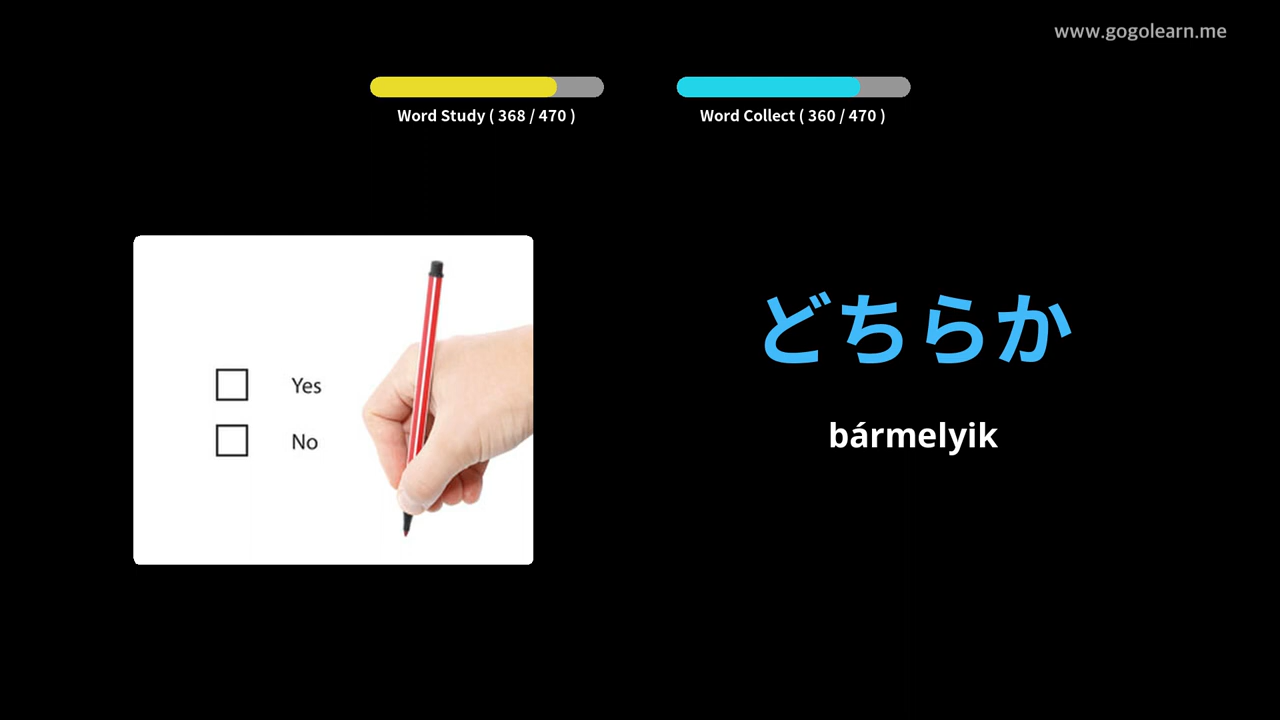 www.gogolearn.me
Word Study ( 368 / 470 )
Word Collect ( 360 / 470 )
Yes
No
どちらか
bármelyik